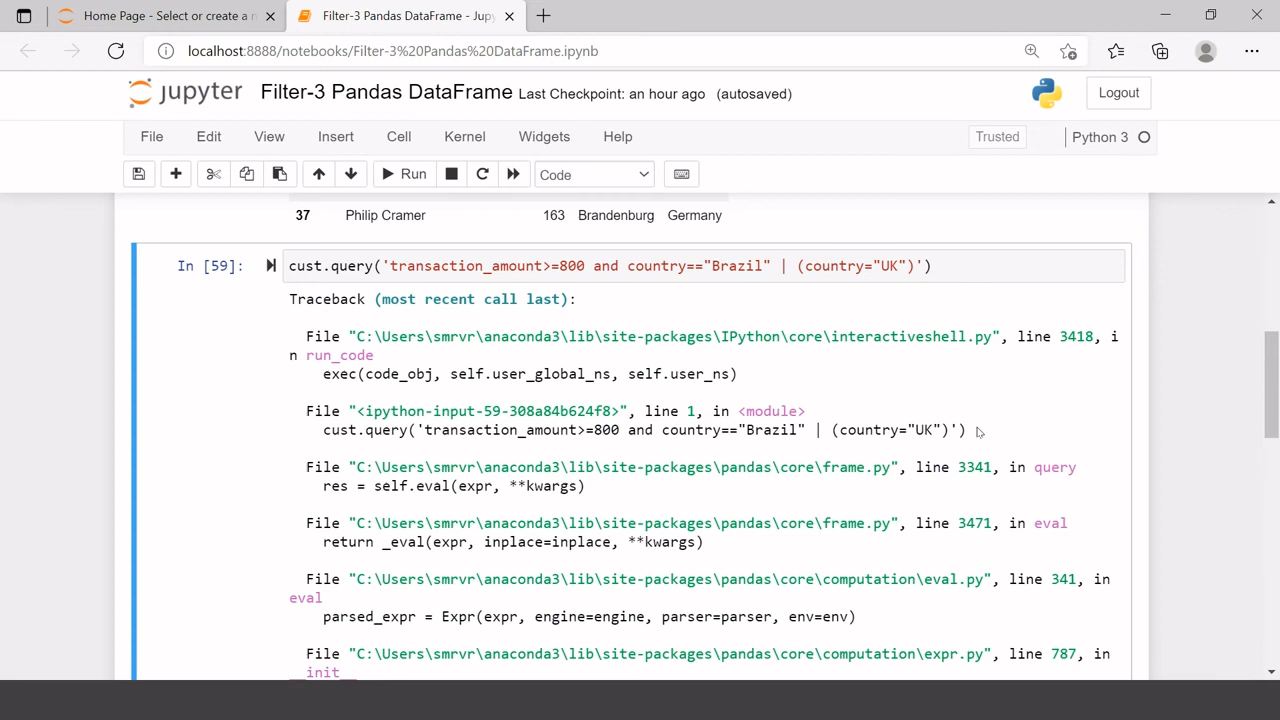 Home Page - Select or create a n
Filter-3 Pandas DataFrame - Jupy
localhost:8888/notebooks/Filter-3%20Pandas%20DataFrame.ipynb
jupyter Filter-3 Pandas DataFrame Last Checkpoint: an hour ago (autosaved) Logout
File Edit View Insert Cell Kernel Widgets Help Trusted Python 3
Run Code
37 Philip Cramer 163 Brandenburg Germany
In [59]: cust.query('transaction_amount>=800 and country=="Brazil" | (country="UK")')
Traceback (most recent call last):
File "C:\Users\smrvr\anaconda3\lib\site-packages\IPython\core\interactiveshell.py", line 3418, i
n run_code
exec(code_obj, self.user_global_ns, self.user_ns)
File "<ipython-input-59-308a84b624f8>", line 1, in <module>
cust.query('transaction_amount>=800 and country=="Brazil" | (country="UK")')
File "C:\Users\smrvr\anaconda3\lib\site-packages\pandas\core\frame.py", line 3341, in query
res = self.eval(expr, **kwargs)
File "C:\Users\smrvr\anaconda3\lib\site-packages\pandas\core\frame.py", line 3471, in eval
return _eval(expr, inplace=inplace, **kwargs)
File "C:\Users\smrvr\anaconda3\lib\site-packages\pandas\core\computation\eval.py", line 341, in
eval
parsed_expr = Expr(expr, engine=engine, parser=parser, env=env)
File "C:\Users\smrvr\anaconda3\lib\site-packages\pandas\core\computation\expr.py", line 787, in
__init__